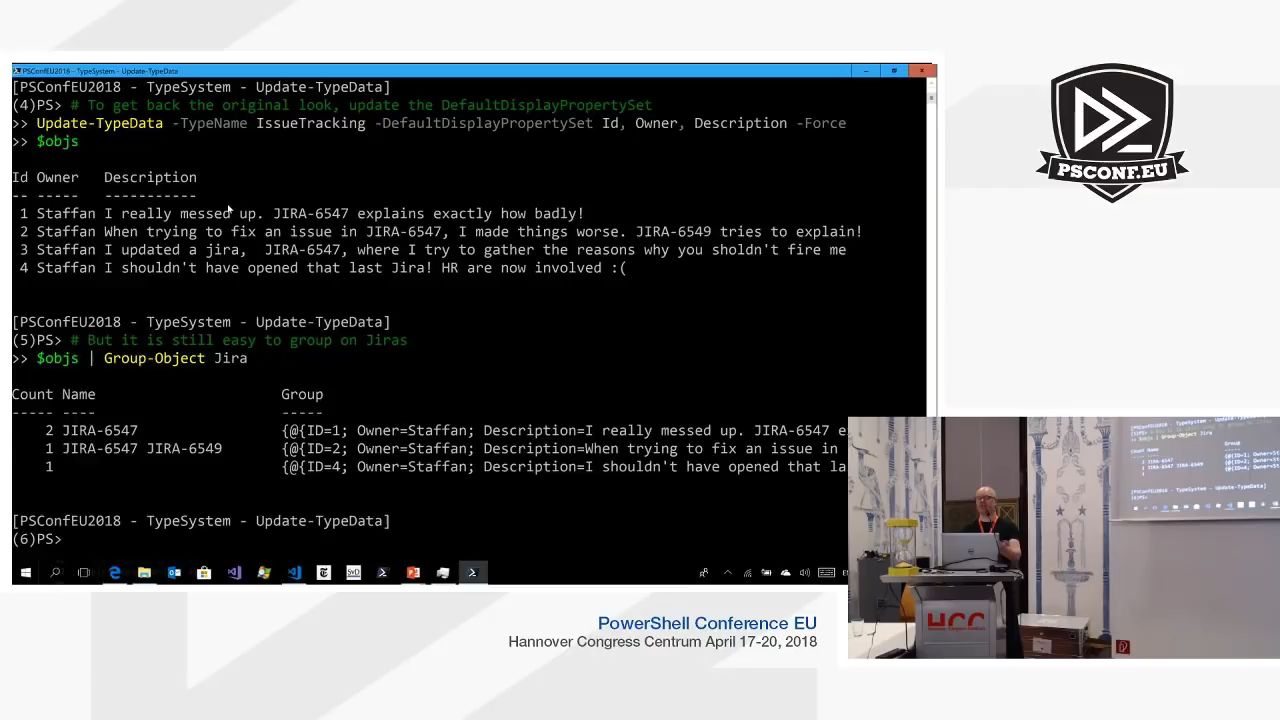 PSConfEU2018 - TypeSystem - Update-TypeData
[PSConfEU2018 - TypeSystem - Update-TypeData]
(4)PS> # To get back the original look, update the DefaultDisplayPropertySet
>> Update-TypeData -TypeName IssueTracking -DefaultDisplayPropertySet Id, Owner, Description -Force
>> $objs
Id Owner   Description
-- -----   -----------
1 Staffan I really messed up. JIRA-6547 explains exactly how badly!
2 Staffan When trying to fix an issue in JIRA-6547, I made things worse. JIRA-6549 tries to explain!
3 Staffan I updated a jira,  JIRA-6547, where I try to gather the reasons why you sholdn't fire me
4 Staffan I shouldn't have opened that last Jira! HR are now involved :(
[PSConfEU2018 - TypeSystem - Update-TypeData]
(5)PS> # But it is still easy to group on Jiras
>> $objs | Group-Object Jira
Count Name                      Group
----- ----                      -----
2 JIRA-6547                 {@{ID=1; Owner=Staffan; Description=I really messed up. JIRA-6547 e
1 JIRA-6547 JIRA-6549       {@{ID=2; Owner=Staffan; Description=When trying to fix an issue in
1                           {@{ID=4; Owner=Staffan; Description=I shouldn't have opened that la
[PSConfEU2018 - TypeSystem - Update-TypeData]
(6)PS>
PSCONF.EU
HCC
PowerShell Conference EU
Hannover Congress Centrum April 17-20, 2018